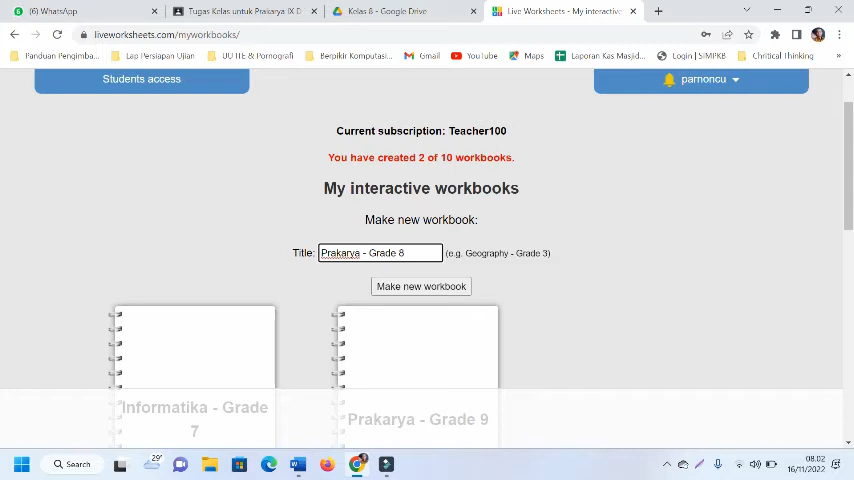 (6) WhatsApp
Tugas Kelas untuk Prakarya IX D
Kelas 8 - Google Drive
Live Worksheets - My interactive
liveworksheets.com/myworkbooks/
Panduan Pengimba...
Lap Persiapan Ujian
UU ITE & Pornografi
Berpikir Komputasi...
Gmail
YouTube
Maps
Laporan Kas Masjid...
Login | SIMPKB
Chritical Thinking
»
Students access
parnoncu
Current subscription: Teacher100
You have created 2 of 10 workbooks.
My interactive workbooks
Make new workbook:
Title: Prakarya - Grade 8 (e.g. Geography - Grade 3)
Make new workbook
Informatika - Grade
7
Prakarya - Grade 9
Search
29°
08.02
16/11/2022